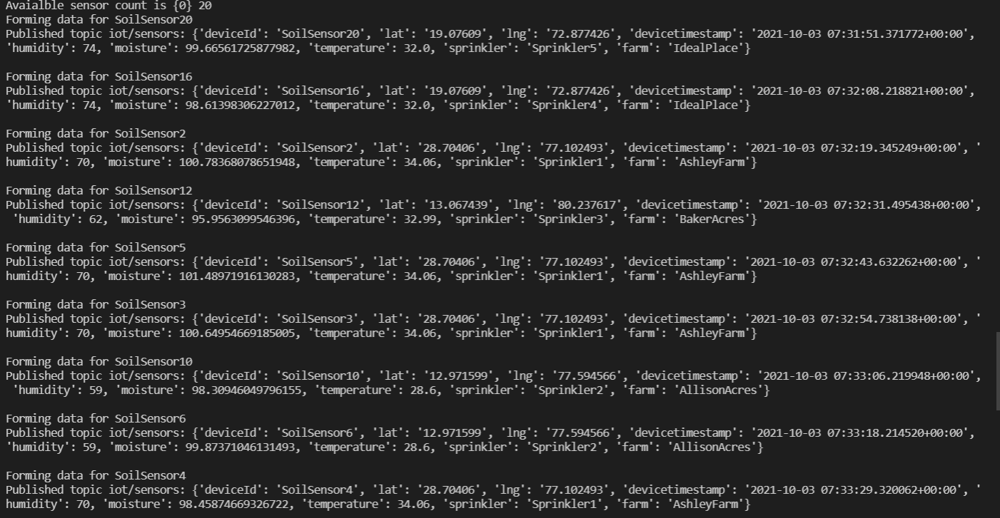 Avaialble sensor count is {0} 20
Forming data for SoilSensor20
Published topic iot/sensors: {'deviceId': 'SoilSensor20', 'lat': '19.07609', 'lng': '72.877426', 'devicetimestamp': '2021-10-03 07:31:51.371772+00:00',
'humidity': 74, 'moisture': 99.66561725877982, 'temperature': 32.0, 'sprinkler': 'Sprinkler5', 'farm': 'IdealPlace'}
Forming data for SoilSensor16
Published topic iot/sensors: {'deviceId': 'SoilSensor16', 'lat': '19.07609', 'lng': '72.877426', 'devicetimestamp': '2021-10-03 07:32:08.218821+00:00',
'humidity': 74, 'moisture': 98.61398306227012, 'temperature': 32.0, 'sprinkler': 'Sprinkler4', 'farm': 'IdealPlace'}
Forming data for SoilSensor2
Published topic iot/sensors: {'deviceId': 'SoilSensor2', 'lat': '28.70406', 'lng': '77.102493', 'devicetimestamp': '2021-10-03 07:32:19.345249+00:00', '
humidity': 70, 'moisture': 100.78368078651948, 'temperature': 34.06, 'sprinkler': 'Sprinkler1', 'farm': 'AshleyFarm'}
Forming data for SoilSensor12
Published topic iot/sensors: {'deviceId': 'SoilSensor12', 'lat': '13.067439', 'lng': '80.237617', 'devicetimestamp': '2021-10-03 07:32:31.495438+00:00',
'humidity': 62, 'moisture': 95.9563099546396, 'temperature': 32.99, 'sprinkler': 'Sprinkler3', 'farm': 'BakerAcres'}
Forming data for SoilSensor5
Published topic iot/sensors: {'deviceId': 'SoilSensor5', 'lat': '28.70406', 'lng': '77.102493', 'devicetimestamp': '2021-10-03 07:32:43.632262+00:00', '
humidity': 70, 'moisture': 101.48971916130283, 'temperature': 34.06, 'sprinkler': 'Sprinkler1', 'farm': 'AshleyFarm'}
Forming data for SoilSensor3
Published topic iot/sensors: {'deviceId': 'SoilSensor3', 'lat': '28.70406', 'lng': '77.102493', 'devicetimestamp': '2021-10-03 07:32:54.738138+00:00', '
humidity': 70, 'moisture': 100.64954669185005, 'temperature': 34.06, 'sprinkler': 'Sprinkler1', 'farm': 'AshleyFarm'}
Forming data for SoilSensor10
Published topic iot/sensors: {'deviceId': 'SoilSensor10', 'lat': '12.971599', 'lng': '77.594566', 'devicetimestamp': '2021-10-03 07:33:06.219948+00:00',
'humidity': 59, 'moisture': 98.30946049796155, 'temperature': 28.6, 'sprinkler': 'Sprinkler2', 'farm': 'AllisonAcres'}
Forming data for SoilSensor6
Published topic iot/sensors: {'deviceId': 'SoilSensor6', 'lat': '12.971599', 'lng': '77.594566', 'devicetimestamp': '2021-10-03 07:33:18.214520+00:00',
'humidity': 59, 'moisture': 99.87371046131493, 'temperature': 28.6, 'sprinkler': 'Sprinkler2', 'farm': 'AllisonAcres'}
Forming data for SoilSensor4
Published topic iot/sensors: {'deviceId': 'SoilSensor4', 'lat': '28.70406', 'lng': '77.102493', 'devicetimestamp': '2021-10-03 07:33:29.320062+00:00', '
humidity': 70, 'moisture': 98.45874669326722, 'temperature': 34.06, 'sprinkler': 'Sprinkler1', 'farm': 'AshleyFarm'}